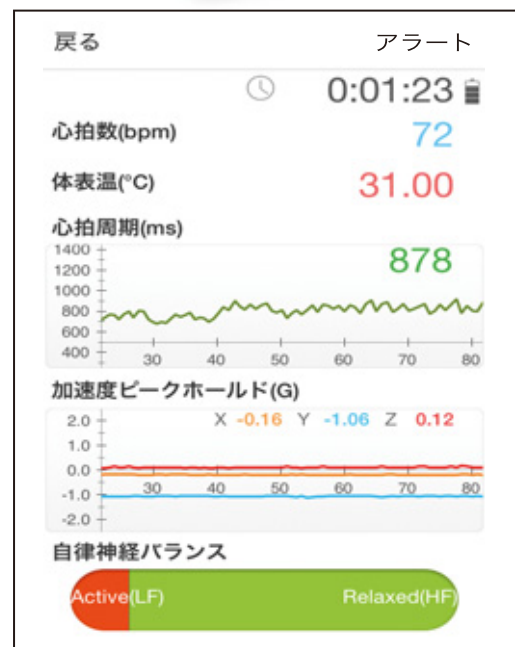 戻る アラート
0:01:23
心拍数(bpm) 72
体表温(°C) 31.00
心拍周期(ms)
878
1400
1200
1000
800
600
400
30 40 50 60 70 80
加速度ピークホールド(G)
X -0.16 Y -1.06 Z 0.12
2.0
1.0
0.0
-1.0
-2.0
30 40 50 60 70 80
自律神経バランス
Active(LF) Relaxed(HF)